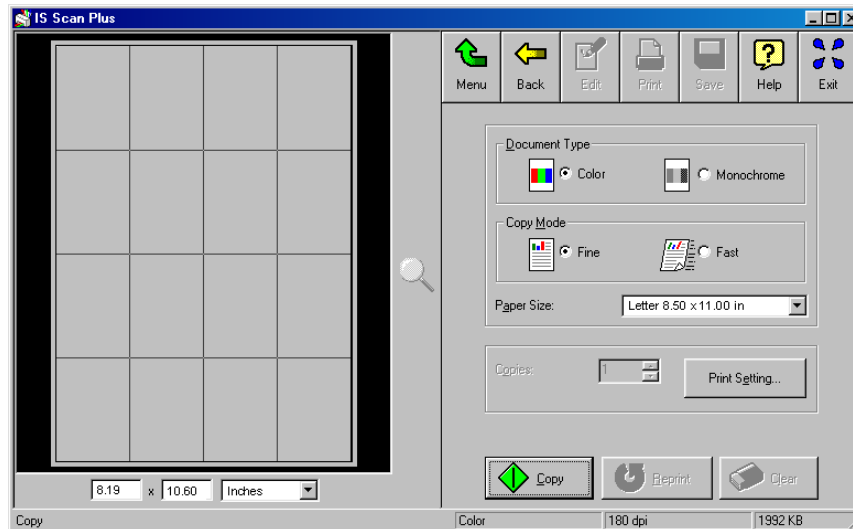 IS Scan Plus
Menu Back Edit Print Save Help Exit
Document Type
Color Monochrome
Copy Mode
Fine Fast
Paper Size: Letter 8.50 x 11.00 in
Copies: 1 Print Setting...
Copy Reprint Clear
8.19 x 10.60 Inches
Copy Color 180 dpi 1992 KB